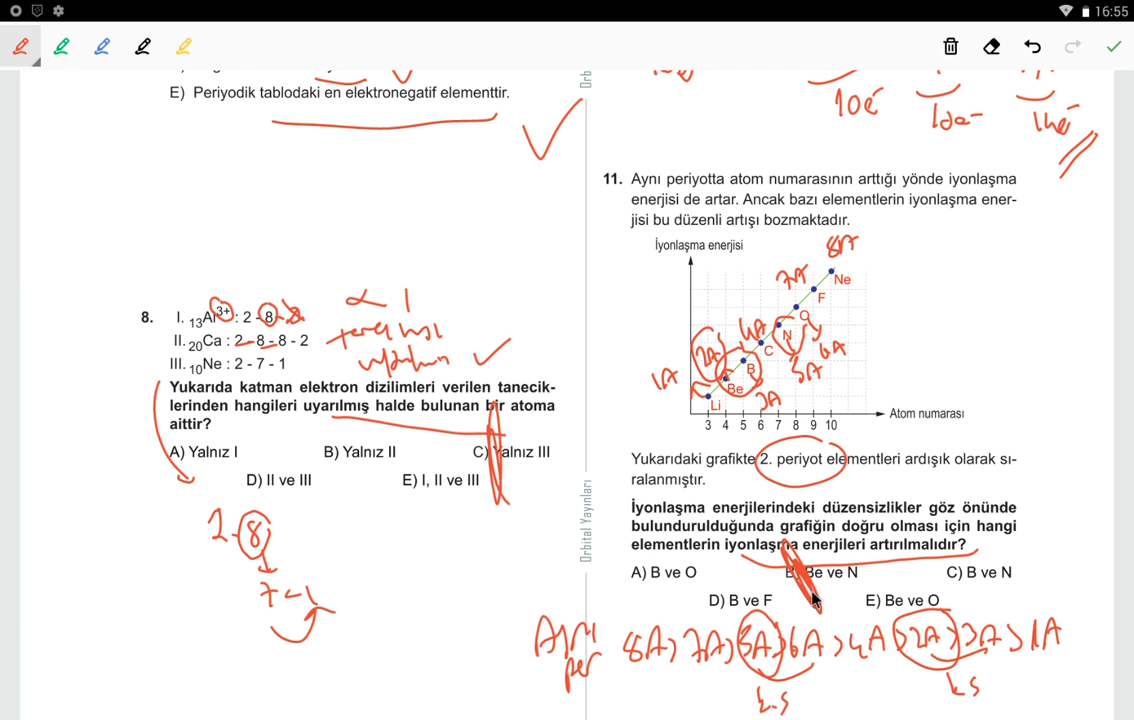 16:55
E) Periyodik tablodaki en elektronegatif elementtir.
8. I. 13Al3+ : 2 - 8 - 8
II. 20Ca : 2 - 8 - 8 - 2
III. 10Ne : 2 - 7 - 1
Yukarıda katman elektron dizilimleri verilen tanecik-
lerinden hangileri uyarılmış halde bulunan bir atoma
aittir?
A) Yalnız I B) Yalnız II C) Yalnız III
D) II ve III E) I, II ve III
2 - 8
7 - 1
Orbital Yayınları
10e-
10e-
11. Aynı periyotta atom numarasının arttığı yönde iyonlaşma
enerjisi de artar. Ancak bazı elementlerin iyonlaşma ener-
jisi bu düzenli artışı bozmaktadır.
İyonlaşma enerjisi
8A
Ne
7A
F
O
4A N 6A
2A C 5A
1A B
Be 3A
Li
Atom numarası
3 4 5 6 7 8 9 10
Yukarıdaki grafikte 2. periyot elementleri ardışık olarak sı-
ralanmıştır.
İyonlaşma enerjilerindeki düzensizlikler göz önünde
bulundurulduğunda grafiğin doğru olması için hangi
elementlerin iyonlaşma enerjileri artırılmalıdır?
A) B ve O B) Be ve N C) B ve N
D) B ve F E) Be ve O
Aynı per 8A > 7A > 5A > 6A > 4A > 2A > 3A > 1A
k.s k.s